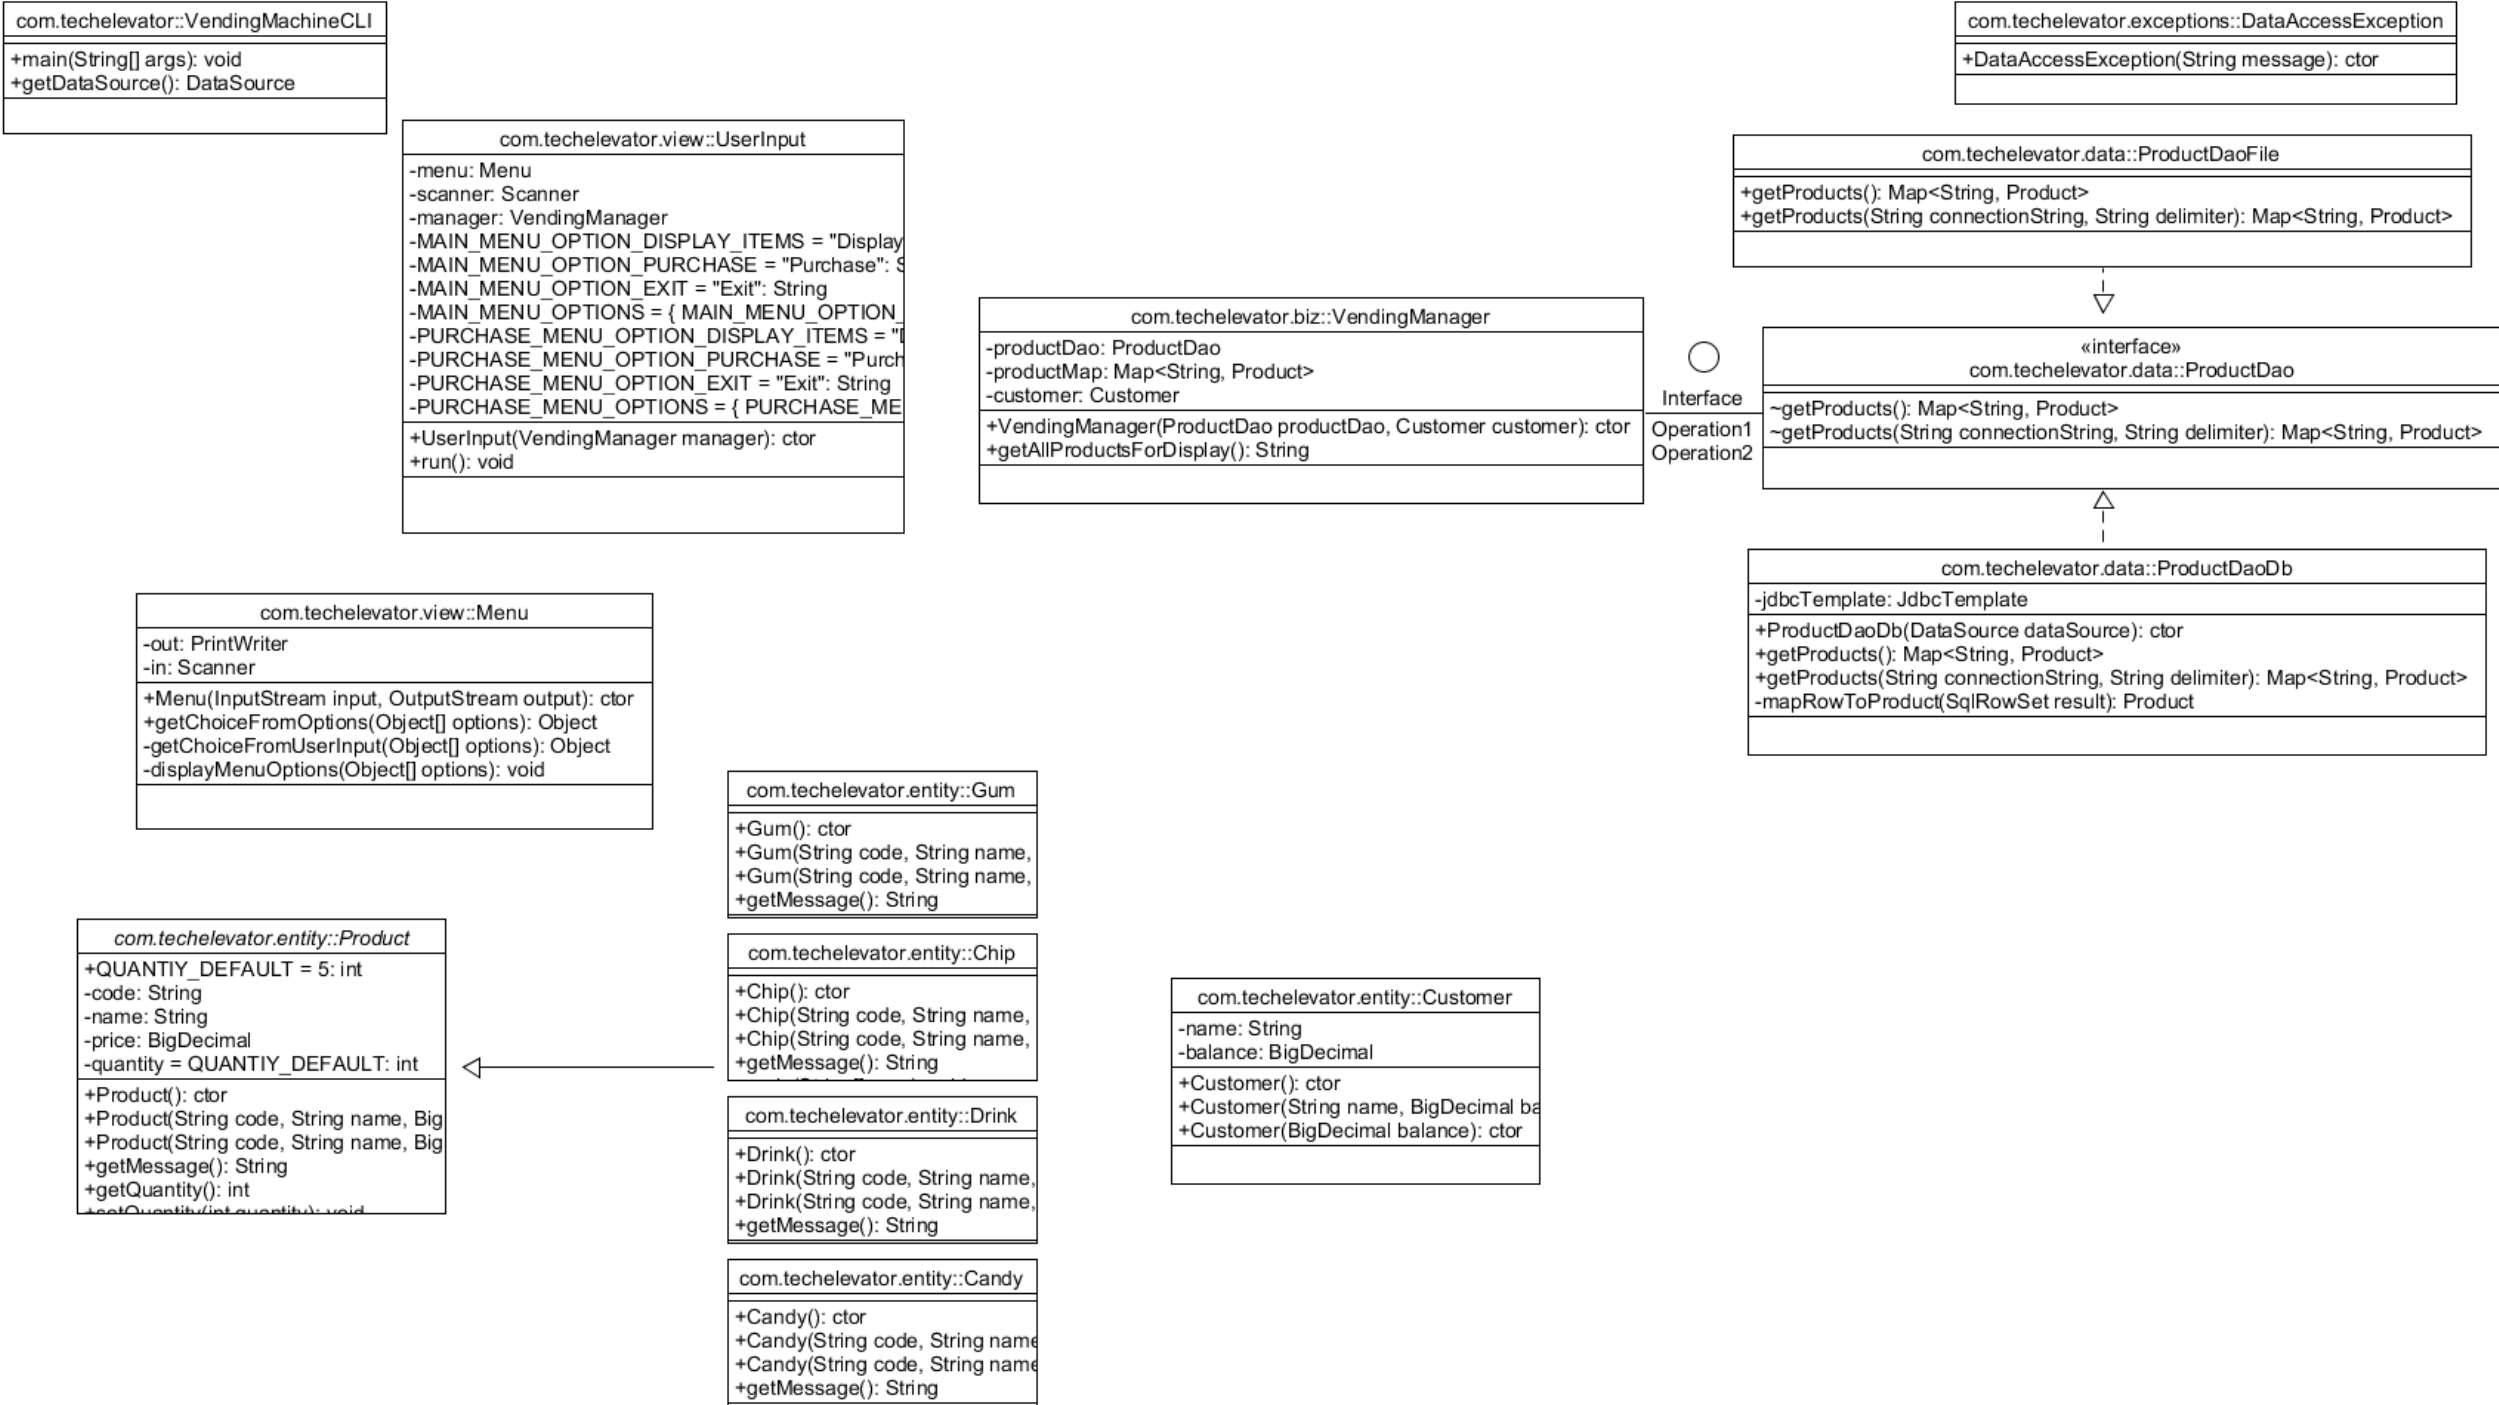 com.techelevator::VendingMachineCLI
+main(String[] args): void
+getDataSource(): DataSource
com.techelevator.exceptions::DataAccessException
+DataAccessException(String message): ctor
com.techelevator.view::UserInput
-menu: Menu
-scanner: Scanner
-manager: VendingManager
-MAIN_MENU_OPTION_DISPLAY_ITEMS = "Display
-MAIN_MENU_OPTION_PURCHASE = "Purchase":
-MAIN_MENU_OPTION_EXIT = "Exit": String
-MAIN_MENU_OPTIONS = { MAIN_MENU_OPTION_
-PURCHASE_MENU_OPTION_DISPLAY_ITEMS =
-PURCHASE_MENU_OPTION_PURCHASE = "Purch
-PURCHASE_MENU_OPTION_EXIT = "Exit": String
-PURCHASE_MENU_OPTIONS = { PURCHASE_ME
+UserInput(VendingManager manager): ctor
+run(): void
com.techelevator.data::ProductDaoFile
+getProducts(): Map<String, Product>
+getProducts(String connectionString, String delimiter): Map<String, Product>
com.techelevator.biz::VendingManager
-productDao: ProductDao
-productMap: Map<String, Product>
-customer: Customer
+VendingManager(ProductDao productDao, Customer customer): ctor
+getAllProductsForDisplay(): String
Interface
Operation1
Operation2
«interface»
com.techelevator.data::ProductDao
~getProducts(): Map<String, Product>
~getProducts(String connectionString, String delimiter): Map<String, Product>
com.techelevator.data::ProductDaoDb
-jdbcTemplate: JdbcTemplate
+ProductDaoDb(DataSource dataSource): ctor
+getProducts(): Map<String, Product>
+getProducts(String connectionString, String delimiter): Map<String, Product>
-mapRowToProduct(SqlRowSet result): Product
com.techelevator.view::Menu
-out: PrintWriter
-in: Scanner
+Menu(InputStream input, OutputStream output): ctor
+getChoiceFromOptions(Object[] options): Object
-getChoiceFromUserInput(Object[] options): Object
-displayMenuOptions(Object[] options): void
com.techelevator.entity::Gum
+Gum(): ctor
+Gum(String code, String name,
+Gum(String code, String name,
+getMessage(): String
com.techelevator.entity::Product
+QUANTIY_DEFAULT = 5: int
-code: String
-name: String
-price: BigDecimal
-quantity = QUANTIY_DEFAULT: int
+Product(): ctor
+Product(String code, String name, Big
+Product(String code, String name, Big
+getMessage(): String
+getQuantity(): int
+setQuantity(int quantity): void
com.techelevator.entity::Chip
+Chip(): ctor
+Chip(String code, String name,
+Chip(String code, String name,
+getMessage(): String
com.techelevator.entity::Customer
-name: String
-balance: BigDecimal
+Customer(): ctor
+Customer(String name, BigDecimal ba
+Customer(BigDecimal balance): ctor
com.techelevator.entity::Drink
+Drink(): ctor
+Drink(String code, String name,
+Drink(String code, String name,
+getMessage(): String
com.techelevator.entity::Candy
+Candy(): ctor
+Candy(String code, String name
+Candy(String code, String name
+getMessage(): String